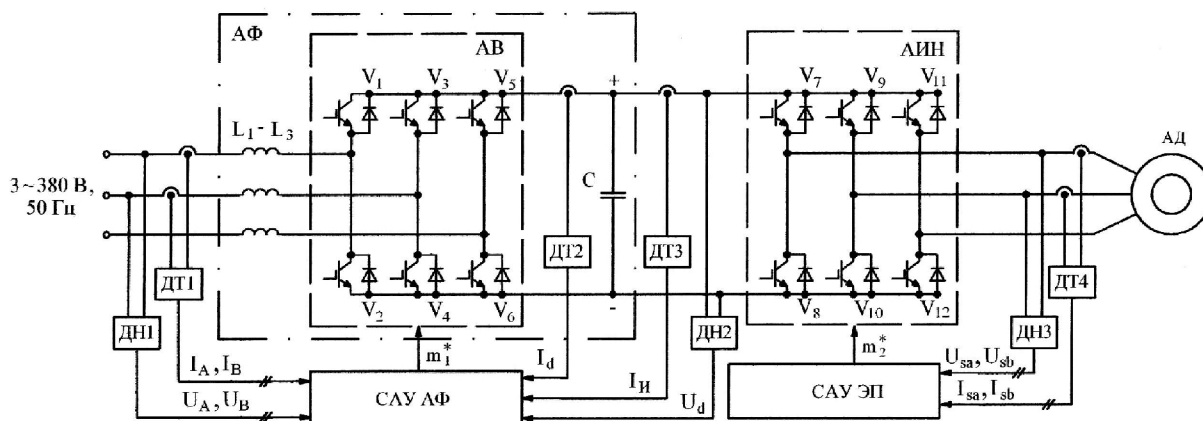 АФ
АВ
АИН
V1
V3
V5
V7
V9
V11
+
L1 - L3
АД
3~380 В,
50 Гц
C
ДТ1
ДТ2
ДТ3
ДТ4
V2
V4
V6
-
V8
V10
V12
ДН1
ДН2
ДН3
m1*
m2*
IA, IB
Id
Usa, Usb
UA, UB
САУ АФ
IИ
САУ ЭП
Isa, Isb
Ud